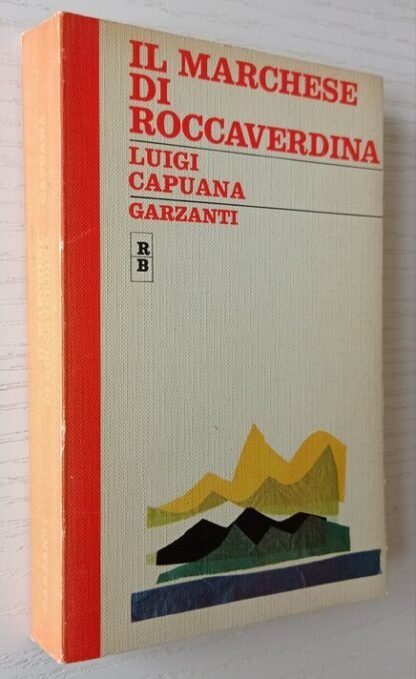 IL MARCHESE
DI
ROCCAVERDINA
LUIGI
CAPUANA
GARZANTI
R
B